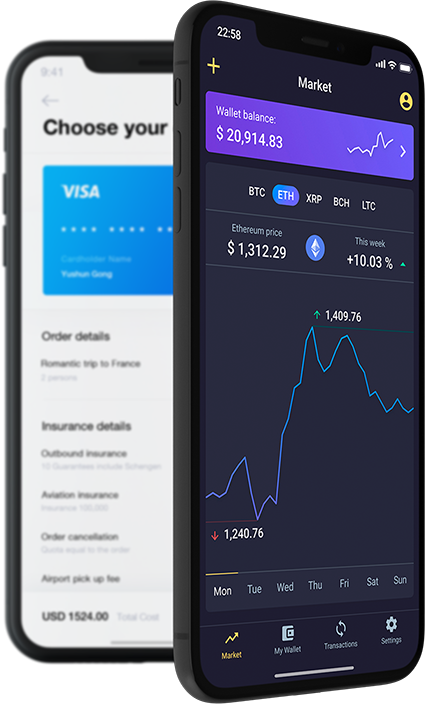 9:41
Choose your
VISA
Cardholder Name
Yushun Gong
Order details
Romantic trip to France
2 persons
Insurance details
Outbound insurance
10 Guarantees include Schengen
Aviation insurance
Insurance 100,000
Order cancellation
Quota equal to the order
Airport pick up fee
USD 1524.00 Total Cost
22:58
Market
Wallet balance:
$ 20,914.83
BTC ETH XRP BCH LTC
Ethereum price
$ 1,312.29
This week
+10.03 %
1,409.76
1,240.76
Mon Tue Wed Thu Fri Sat Sun
Market My Wallet Transactions Settings